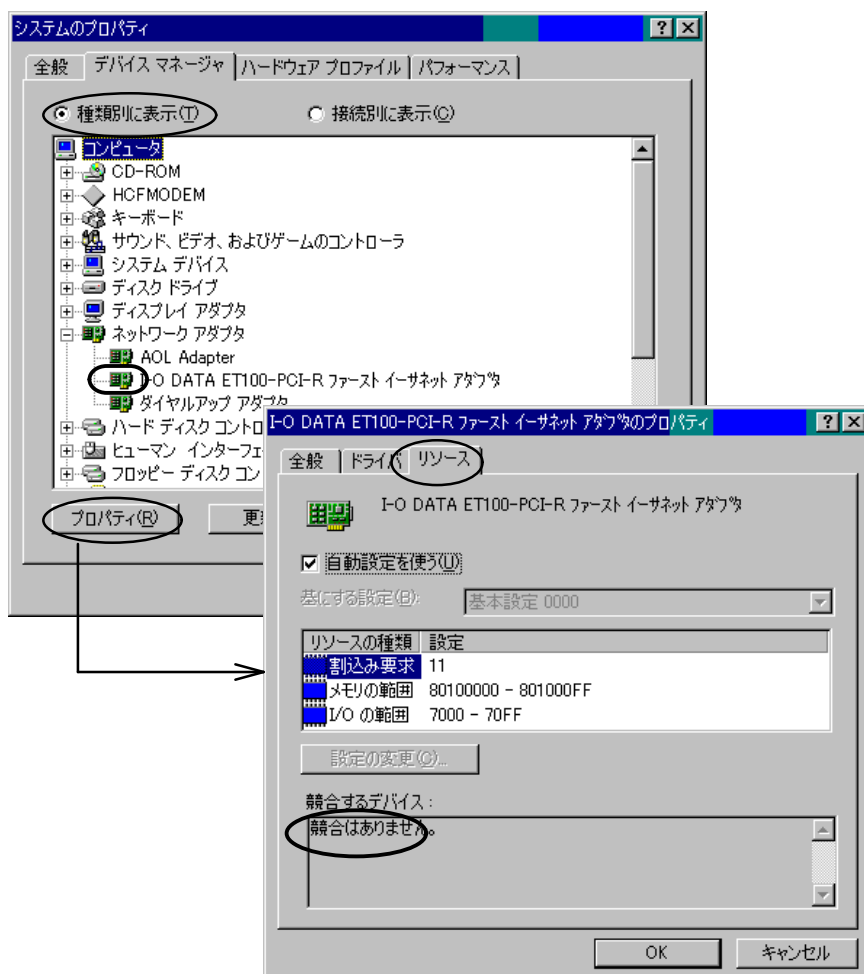 システムのプロパティ
全般 デバイス マネージャ ハードウェア プロファイル パフォーマンス
種類別に表示(T) 接続別に表示(C)
コンピュータ
CD-ROM
HCFMODEM
キーボード
サウンド、ビデオ、およびゲームのコントローラ
システム デバイス
ディスク ドライブ
ディスプレイ アダプタ
ネットワーク アダプタ
AOL Adapter
I-O DATA ET100-PCI-R ファースト イーサネット アダプタ
ダイヤルアップ アダプタ
ハード ディスク コントロ
ヒューマン インターフェ
フロッピー ディスク コン
プロパティ(R) 更
I-O DATA ET100-PCI-R ファースト イーサネット アダプタのプロパティ
全般 ドライバ リソース
I-O DATA ET100-PCI-R ファースト イーサネット アダプタ
自動設定を使う(U)
基にする設定(B): 基本設定 0000
リソースの種類 設定
割込み要求 11
メモリの範囲 80100000 - 801000FF
I/O の範囲 7000 - 70FF
設定の変更(C)...
競合するデバイス:
競合はありません。
OK キャンセル